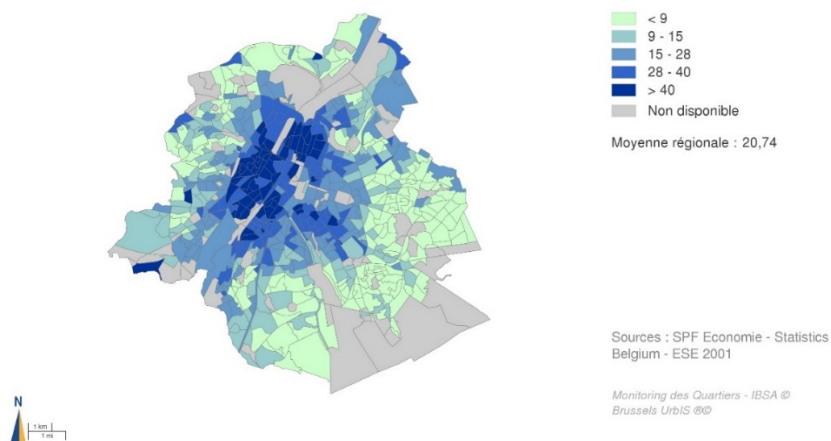 < 9
9 - 15
15 - 28
28 - 40
> 40
Non disponible
Moyenne régionale : 20,74
Sources : SPF Economie - Statistics
Belgium - ESE 2001
Monitoring des Quartiers - IBSA ©
Brussels UrbIS ®©
N
1 km
1 mi